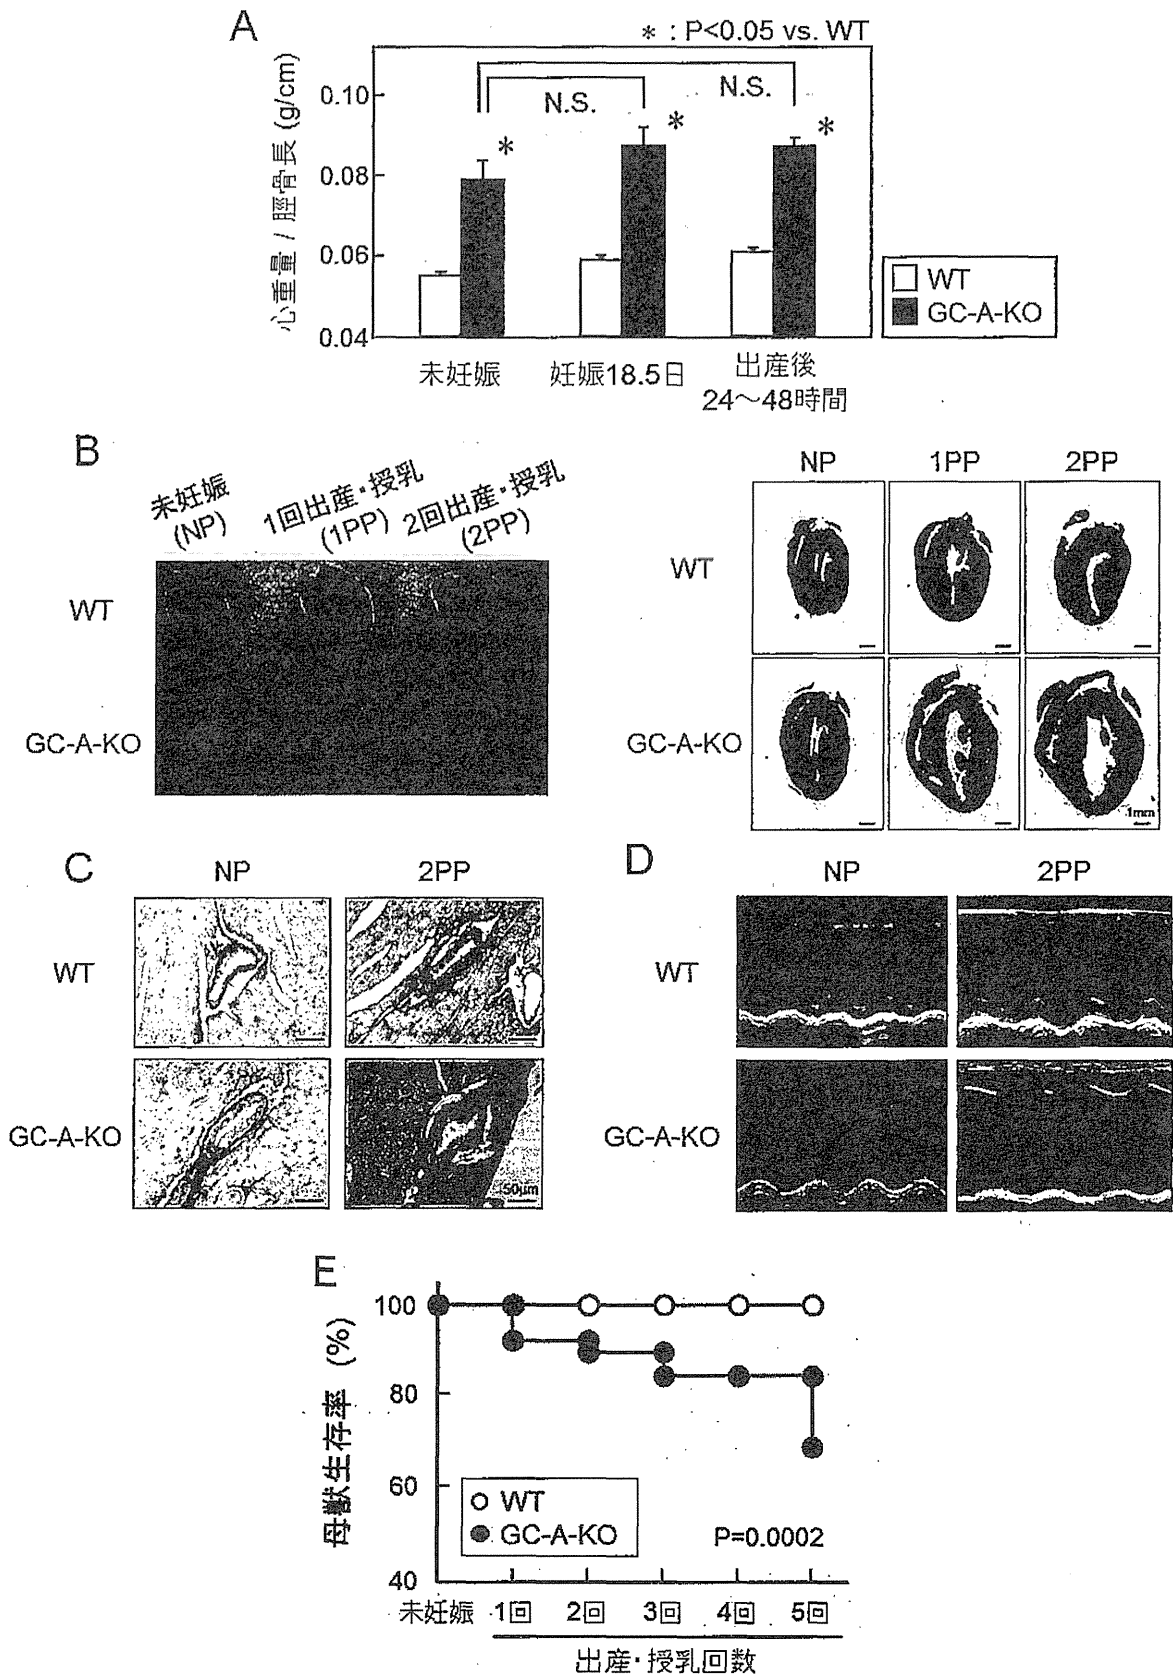 A
* : P<0.05 vs. WT
心重量 / 脛骨長 (g/cm)
0.10
0.08
0.06
0.04
N.S.
N.S.
*
*
*
WT
GC-A-KO
未妊娠
妊娠18.5日
出産後
24～48時間
B
未妊娠
(NP)
1回出産・授乳
(1PP)
2回出産・授乳
(2PP)
WT
GC-A-KO
NP
1PP
2PP
WT
GC-A-KO
1mm
C
NP
2PP
WT
GC-A-KO
50μm
D
NP
2PP
WT
GC-A-KO
E
母獣生存率 (%)
100
80
60
40
WT
GC-A-KO
P=0.0002
未妊娠
1回
2回
3回
4回
5回
出産・授乳回数